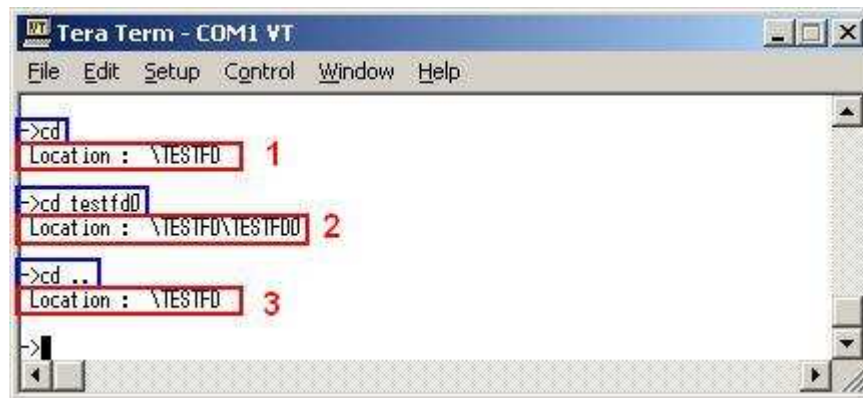 Tera Term - COM1 VT
File Edit Setup Control Window Help
->cd
Location : \TESTFD 1
->cd testfd0
Location : \TESTFD\TESTFD0 2
->cd ..
Location : \TESTFD 3
->